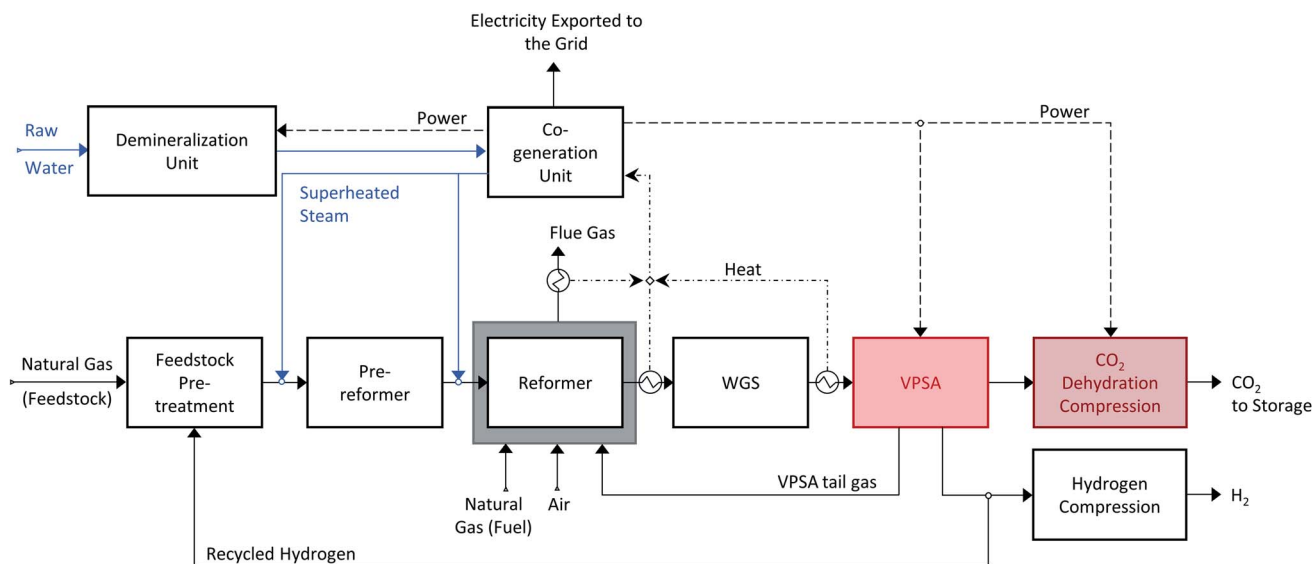 Electricity Exported to
the Grid
Raw
Water
Demineralization
Unit
Power
Co-
generation
Unit
Power
Superheated
Steam
Flue Gas
Heat
Natural Gas
(Feedstock)
Feedstock
Pre-
treatment
Pre-
reformer
Reformer
WGS
VPSA
CO₂
Dehydration
Compression
CO₂
to Storage
Natural
Gas (Fuel)
Air
VPSA tail gas
Hydrogen
Compression
H₂
Recycled Hydrogen